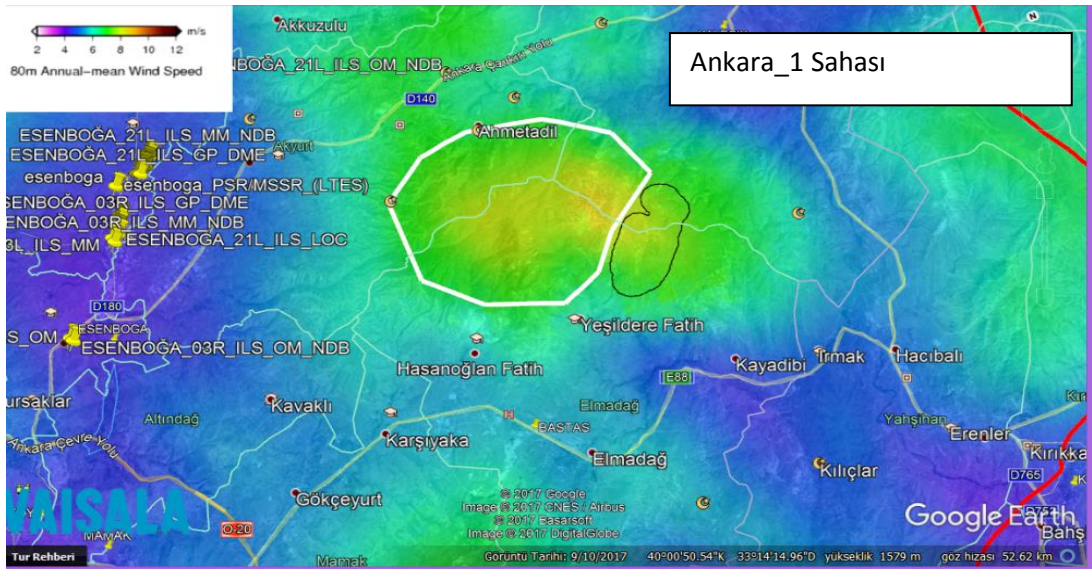 m/s
2 4 6 8 10 12
80m Annual-mean Wind Speed
Ankara_1 Sahası
Akkuzulu
N
BOĞA_21L_ILS_OM_NDB
Ankara Çankırı Yolu
D140
ESENBOĞA_21L_ILS_MM_NDB
Ahmetadil
Akyurt
ESENBOĞA_21L_ILS_GP_DME
esenboga
esenboga_PSR/MSSR_(LTES)
SENBOĞA_03R_ILS_GP_DME
ENBOĞA_03R_ILS_MM_NDB
3L_ILS_MM
ESENBOĞA_21L_ILS_LOC
D180
S_OM
ESENBOĞA
ESENBOĞA_03R_ILS_OM_NDB
Yeşildere Fatih
Hasanoğlan Fatih
Kayadibi
Irmak
Hacıbalı
E88
ursaklar
Altındağ
Kavaklı
Elmadağ
Yahşihan
BASTAS
Erenler
Ankara Çevre Yolu
Karşıyaka
Elmadağ
Kırıkka
Kılıçlar
D765
Gökçeyurt
VAISALA
© 2017 Google
Image © 2017 CNES / Airbus
© 2017 Basarsoft
Image © 2017 DigitalGlobe
Google Earth
O-20
MAMAK
Bahş
Tur Rehberi
Mamak
Görüntü Tarihi: 9/10/2017 40°00'50.54"K 33°14'14.96"D yükseklik 1579 m göz hizası 52.62 km